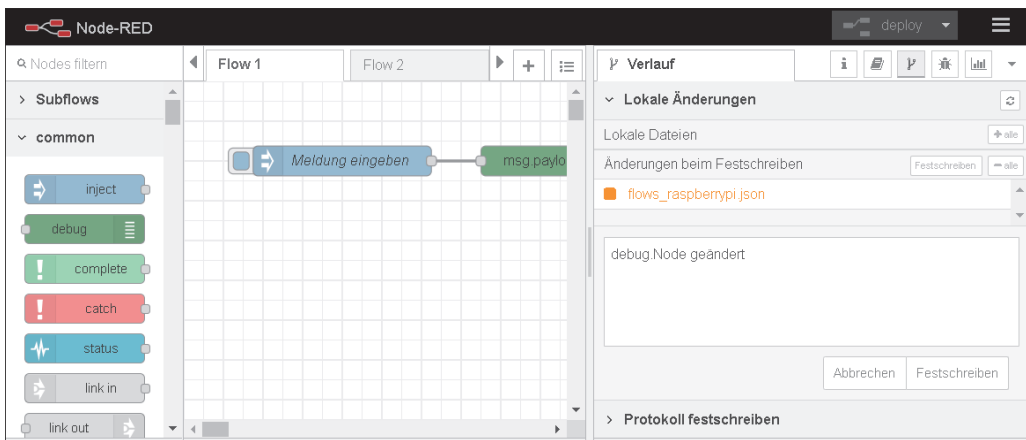 Node-RED
deploy
Nodes filtern
Subflows
common
inject
debug
complete
catch
status
link in
link out
Flow 1
Flow 2
Meldung eingeben
msg.paylo
Verlauf
Lokale Änderungen
Lokale Dateien
alle
Änderungen beim Festschreiben
Festschreiben
alle
flows_raspberrypi.json
debug.Node geändert
Abbrechen
Festschreiben
Protokoll festschreiben